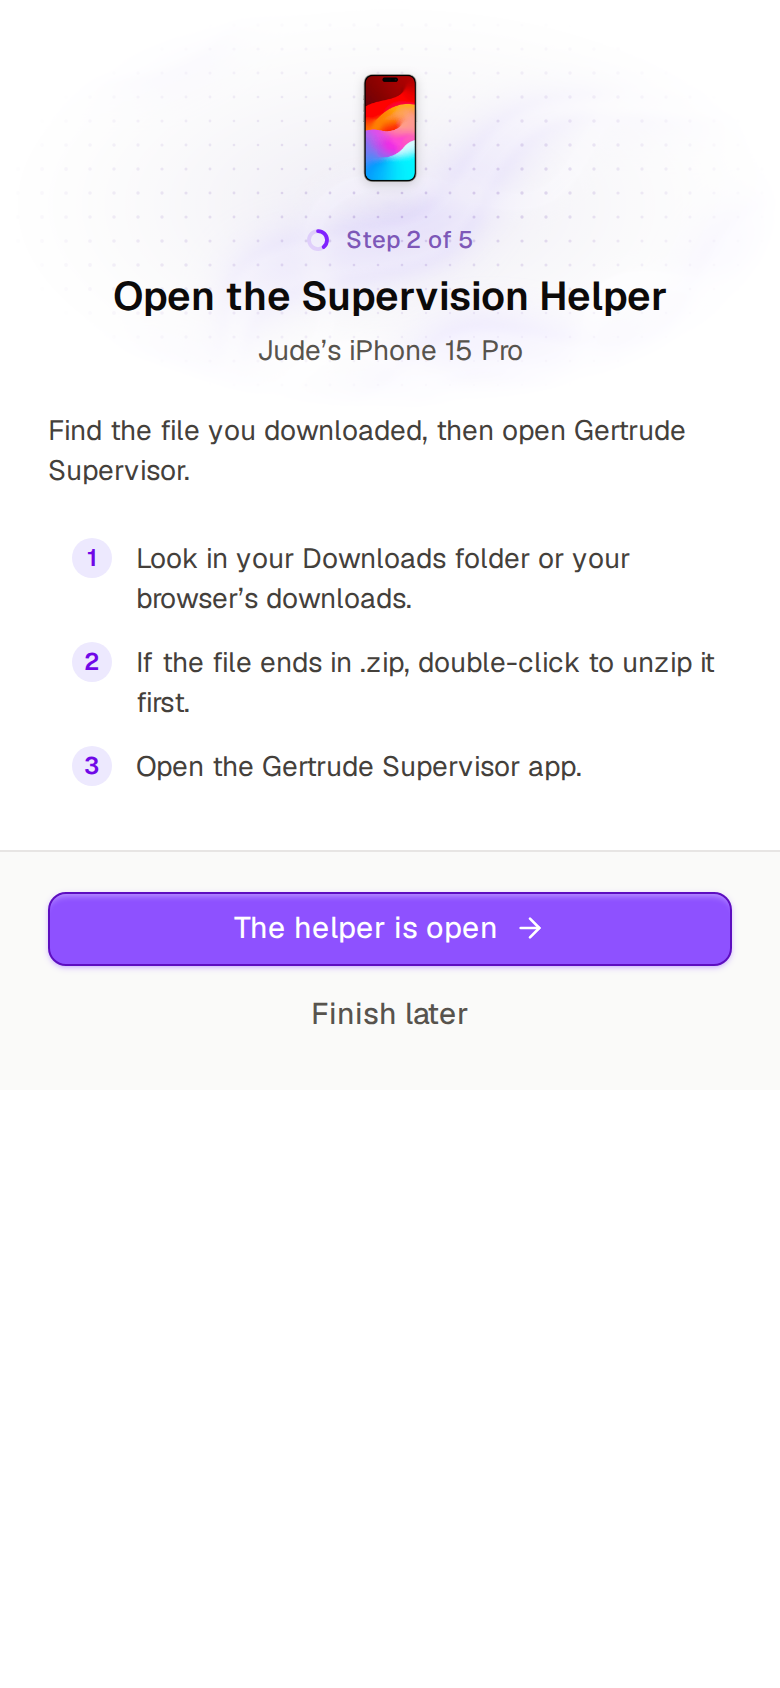 Step 2 of 5
Open the Supervision Helper
Jude’s iPhone 15 Pro
Find the file you downloaded, then open Gertrude
Supervisor.
1 Look in your Downloads folder or your
browser’s downloads.
2 If the file ends in .zip, double-click to unzip it
first.
3 Open the Gertrude Supervisor app.
The helper is open →
Finish later